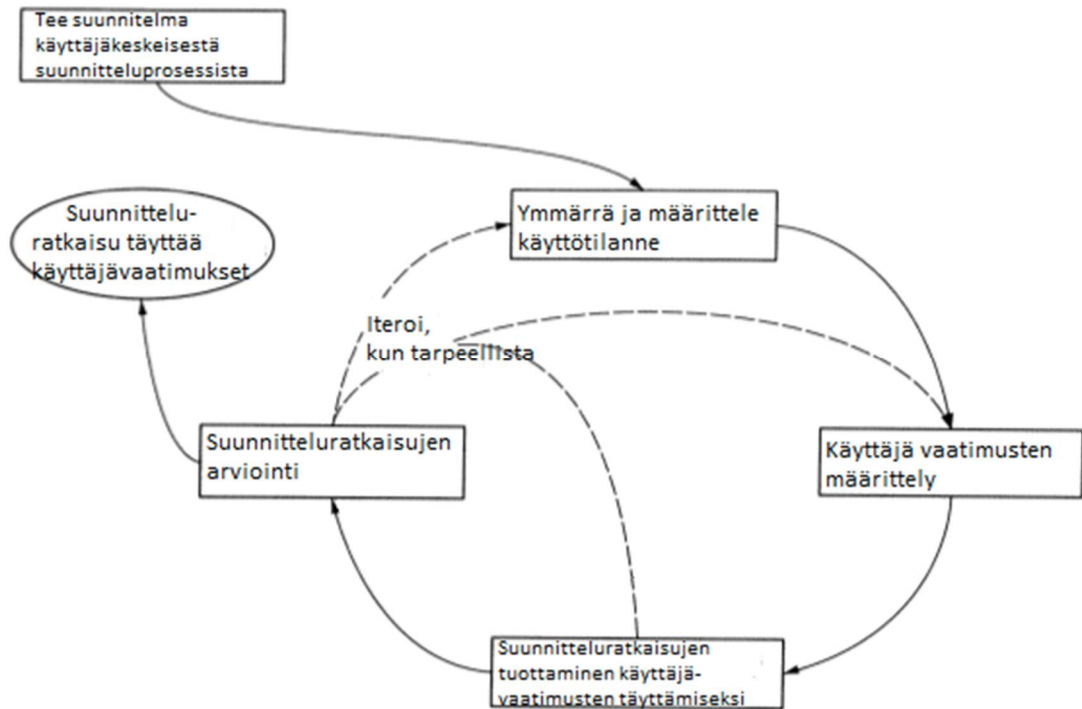 Tee suunnitelma
käyttäjäkeskeisestä
suunnitteluprosessista
Ymmärrä ja määrittele
käyttötilanne
Suunnittelu-
ratkaisu täyttää
käyttäjävaatimukset
Iteroi,
kun tarpeellista
Suunnitteluratkaisujen
arviointi
Käyttäjä vaatimusten
määrittely
Suunnitteluratkaisujen
tuottaminen käyttäjä-
vaatimusten täyttämiseksi